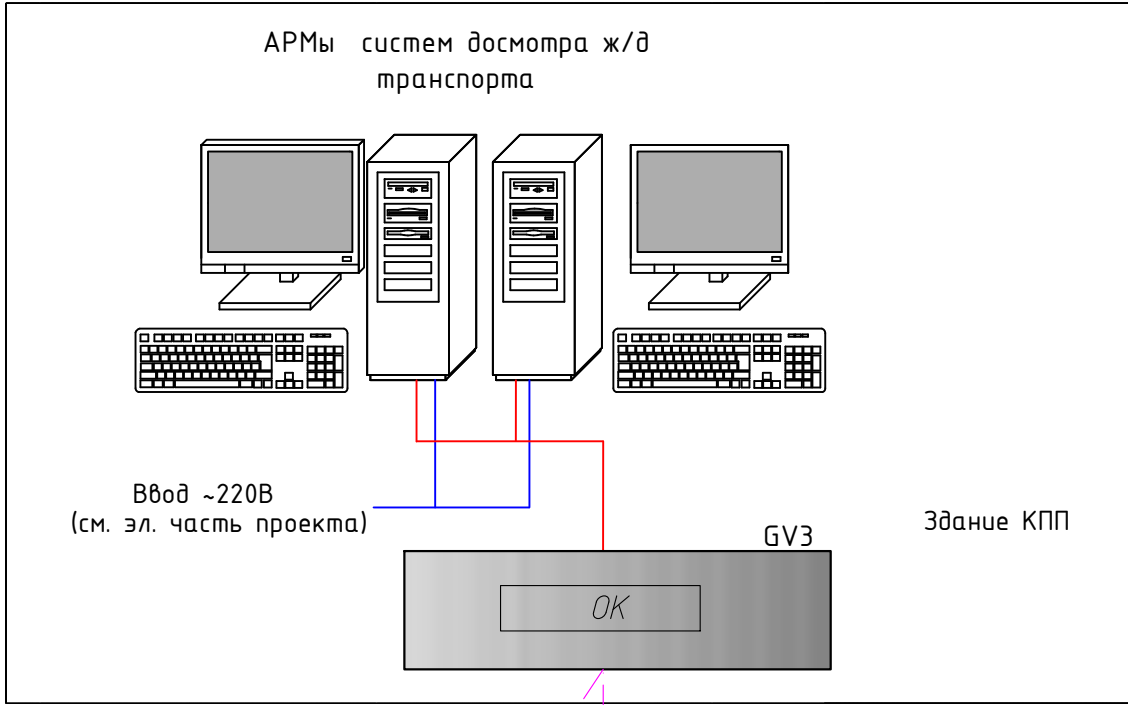 АРМы систем досмотра ж/д
транспорта
Ввод ~220В
(см. эл. часть проекта)
Здание КПП
GV3
OK